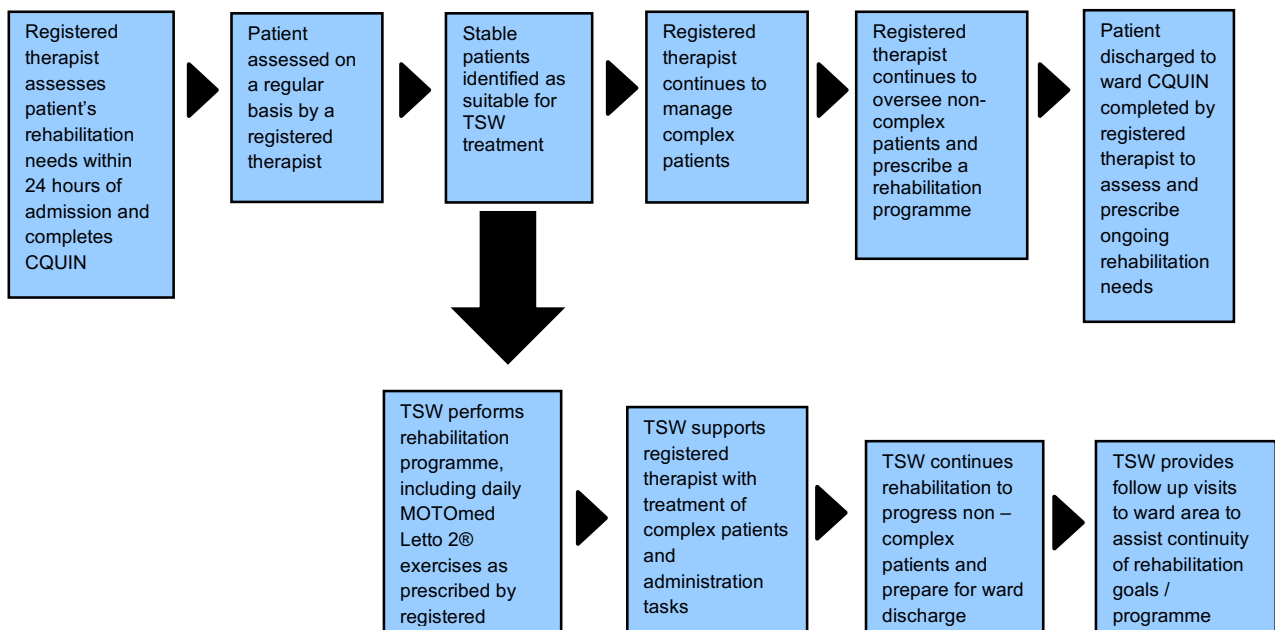 Registered
therapist
assesses
patient's
rehabilitation
needs within
24 hours of
admission and
completes
CQUIN
Patient
assessed on
a regular
basis by a
registered
therapist
Stable
patients
identified as
suitable for
TSW
treatment
Registered
therapist
continues to
manage
complex
patients
Registered
therapist
continues to
oversee non-
complex
patients and
prescribe a
rehabilitation
programme
Patient
discharged to
ward CQUIN
completed by
registered
therapist to
assess and
prescribe
ongoing
rehabilitation
needs
TSW performs
rehabilitation
programme,
including daily
MOTOmed
Letto 2®
exercises as
prescribed by
registered
TSW supports
registered
therapist with
treatment of
complex patients
and
administration
tasks
TSW continues
rehabilitation to
progress non –
complex
patients and
prepare for ward
discharge
TSW provides
follow up visits
to ward area to
assist continuity
of rehabilitation
goals /
programme